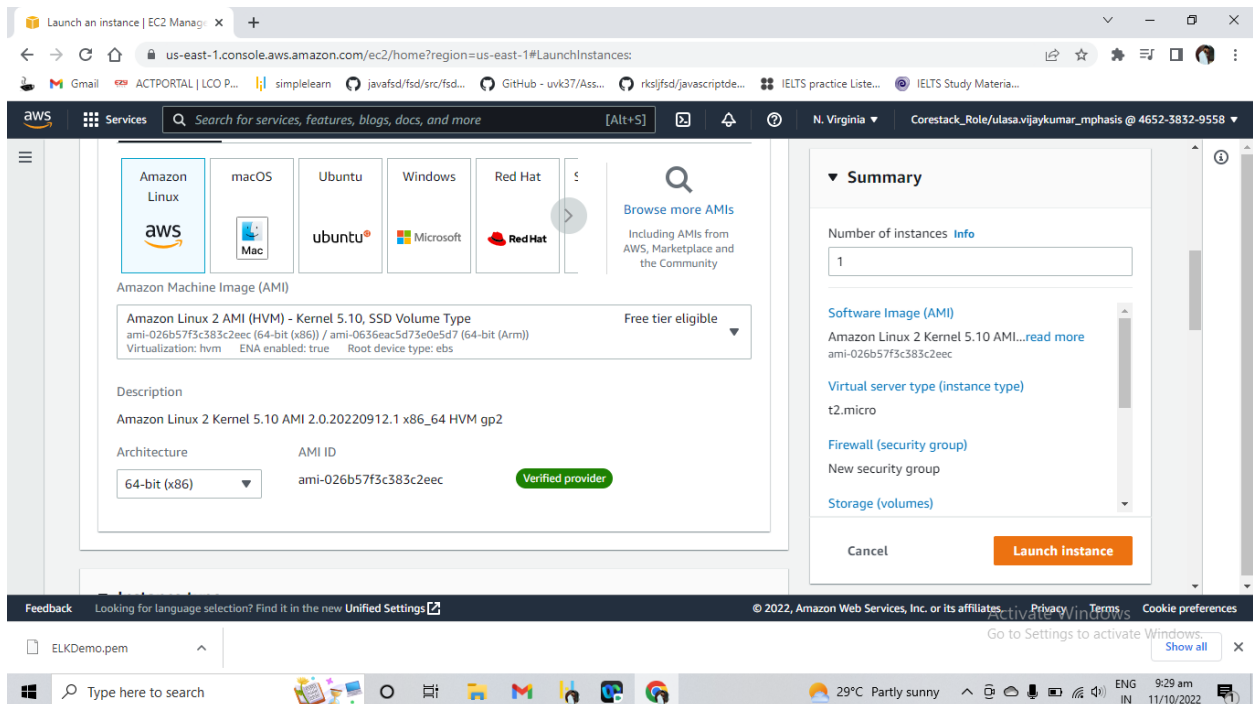 Launch an instance | EC2 Manage
us-east-1.console.aws.amazon.com/ec2/home?region=us-east-1#LaunchInstances:
Gmail
ACTPORTAL | LCO P...
simplelearn
javafsd/fsd/src/fsd...
GitHub - uvk37/Ass...
rksljfsd/javascriptde...
IELTS practice Liste...
IELTS Study Materia...
aws
Services
Search for services, features, blogs, docs, and more
[Alt+S]
N. Virginia
Corestack_Role/ulasa.vijaykumar_mphasis @ 4652-3832-9558
Amazon
Linux
aws
macOS
Mac
Ubuntu
ubuntu
Windows
Microsoft
Red Hat
Red Hat
Browse more AMIs
Including AMIs from
AWS, Marketplace and
the Community
Amazon Machine Image (AMI)
Amazon Linux 2 AMI (HVM) - Kernel 5.10, SSD Volume Type
Free tier eligible
ami-026b57f3c383c2eec (64-bit (x86)) / ami-0636eac5d73e0e5d7 (64-bit (Arm))
Virtualization: hvm ENA enabled: true Root device type: ebs
Description
Amazon Linux 2 Kernel 5.10 AMI 2.0.20220912.1 x86_64 HVM gp2
Architecture
AMI ID
64-bit (x86)
ami-026b57f3c383c2eec
Verified provider
Summary
Number of instances Info
1
Software Image (AMI)
Amazon Linux 2 Kernel 5.10 AMI...read more
ami-026b57f3c383c2eec
Virtual server type (instance type)
t2.micro
Firewall (security group)
New security group
Storage (volumes)
Cancel
Launch instance
Feedback
Looking for language selection? Find it in the new Unified Settings
© 2022, Amazon Web Services, Inc. or its affiliates.
Privacy
Terms
Cookie preferences
Activate Windows
Go to Settings to activate Windows.
ELKDemo.pem
Show all
Type here to search
29°C Partly sunny
ENG
IN
9:29 am
11/10/2022